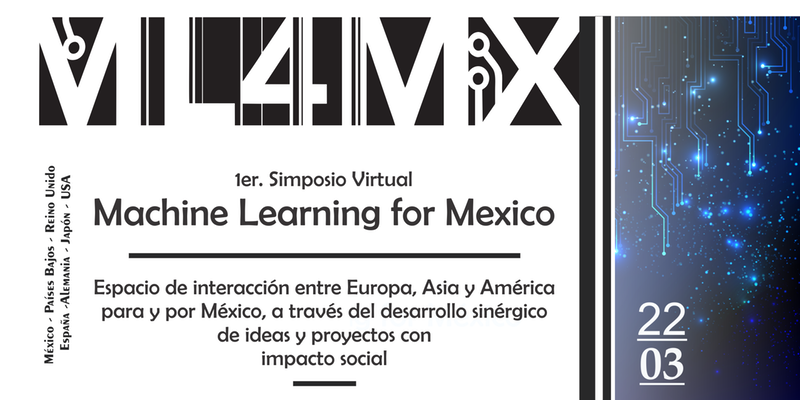 ML4MX
México - Países Bajos - Reino Unido
España -Alemania - Japón - USA
1er. Simposio Virtual
Machine Learning for Mexico
Espacio de interacción entre Europa, Asia y América
para y por México, a través del desarrollo sinérgico
de ideas y proyectos con
impacto social
22
03